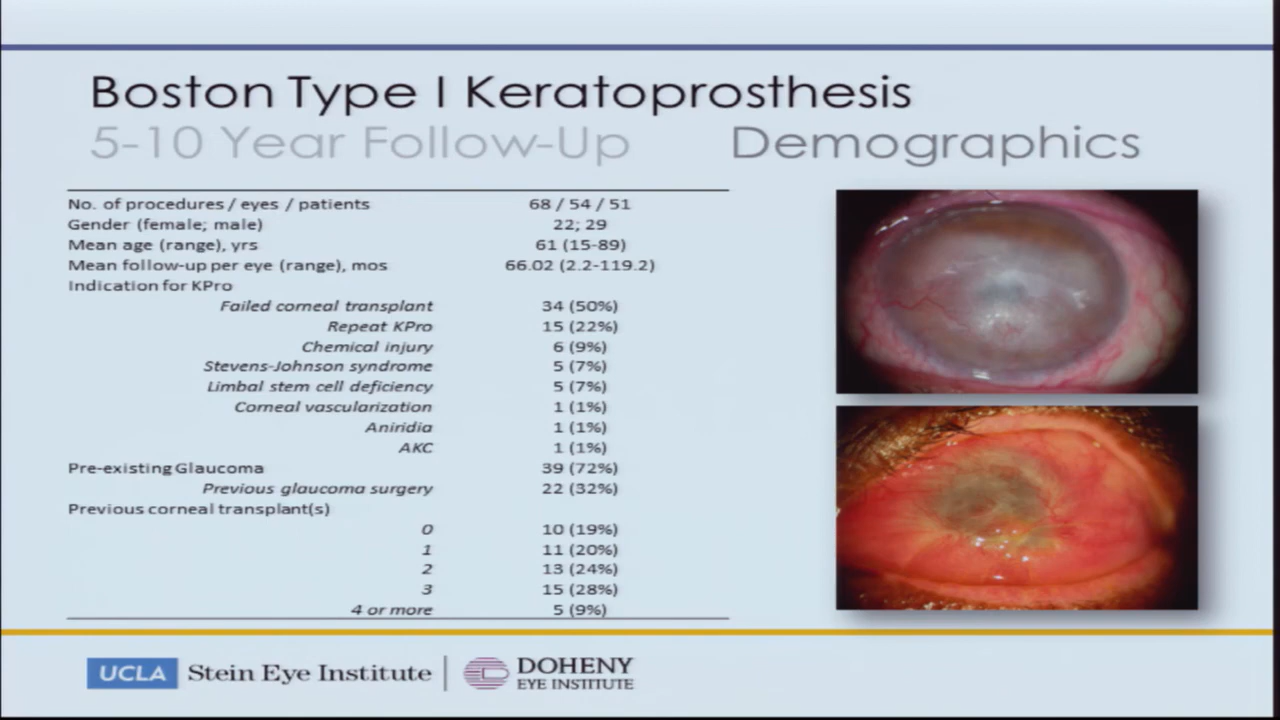 Boston Type I Keratoprosthesis
5-10 Year Follow-Up Demographics
No. of procedures / eyes / patients 68 / 54 / 51
Gender (female; male) 22; 29
Mean age (range), yrs 61 (15-89)
Mean follow-up per eye (range), mos 66.02 (2.2-119.2)
Indication for KPro
Failed corneal transplant 34 (50%)
Repeat KPro 15 (22%)
Chemical injury 6 (9%)
Stevens-Johnson syndrome 5 (7%)
Limbal stem cell deficiency 5 (7%)
Corneal vascularization 1 (1%)
Aniridia 1 (1%)
AKC 1 (1%)
Pre-existing Glaucoma 39 (72%)
Previous glaucoma surgery 22 (32%)
Previous corneal transplant(s)
0 10 (19%)
1 11 (20%)
2 13 (24%)
3 15 (28%)
4 or more 5 (9%)
UCLA Stein Eye Institute DOHENY
EYE INSTITUTE